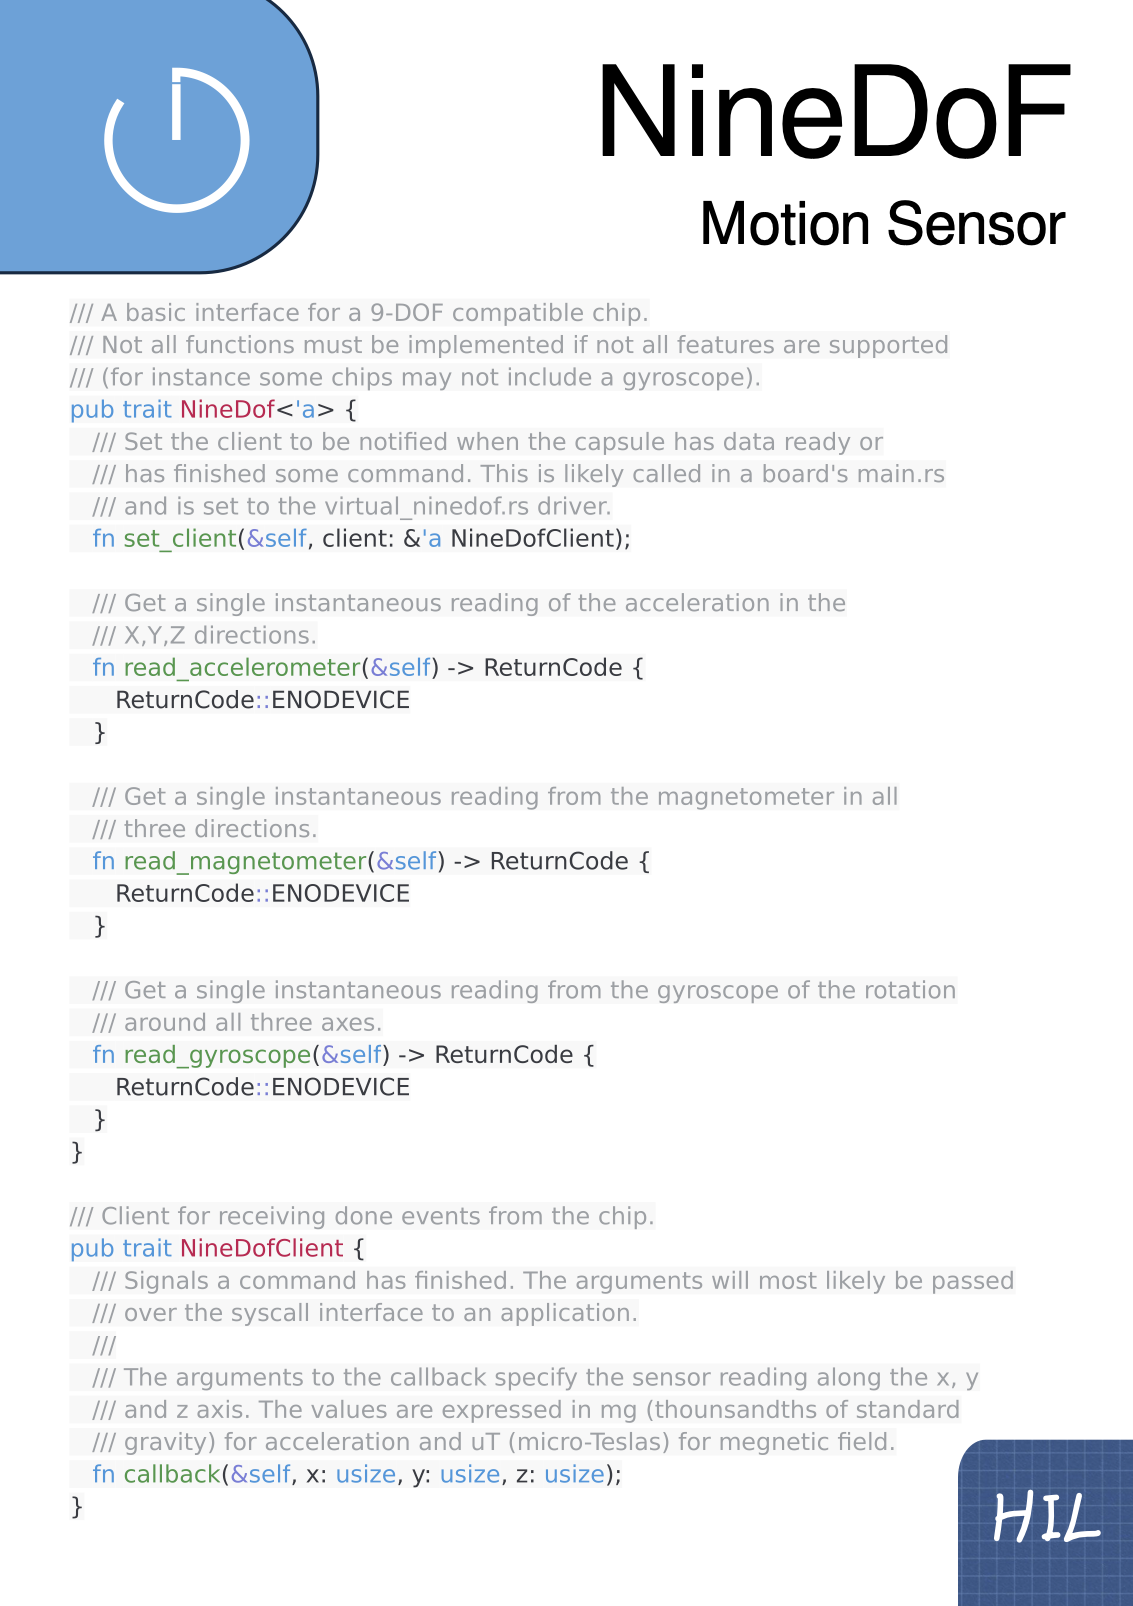 NineDoF
Motion Sensor
/// A basic interface for a 9-DOF compatible chip.
/// Not all functions must be implemented if not all features are supported
/// (for instance some chips may not include a gyroscope).
pub trait NineDof<'a> {
/// Set the client to be notified when the capsule has data ready or
/// has finished some command. This is likely called in a board's main.rs
/// and is set to the virtual_ninedof.rs driver.
fn set_client(&self, client: &'a NineDofClient);
/// Get a single instantaneous reading of the acceleration in the
/// X,Y,Z directions.
fn read_accelerometer(&self) -> ReturnCode {
ReturnCode::ENODEVICE
}
/// Get a single instantaneous reading from the magnetometer in all
/// three directions.
fn read_magnetometer(&self) -> ReturnCode {
ReturnCode::ENODEVICE
}
/// Get a single instantaneous reading from the gyroscope of the rotation
/// around all three axes.
fn read_gyroscope(&self) -> ReturnCode {
ReturnCode::ENODEVICE
}
}
/// Client for receiving done events from the chip.
pub trait NineDofClient {
/// Signals a command has finished. The arguments will most likely be passed
/// over the syscall interface to an application.
///
/// The arguments to the callback specify the sensor reading along the x, y
/// and z axis. The values are expressed in mg (thounsandths of standard
/// gravity) for acceleration and uT (micro-Teslas) for megnetic field.
fn callback(&self, x: usize, y: usize, z: usize);
}
HIL